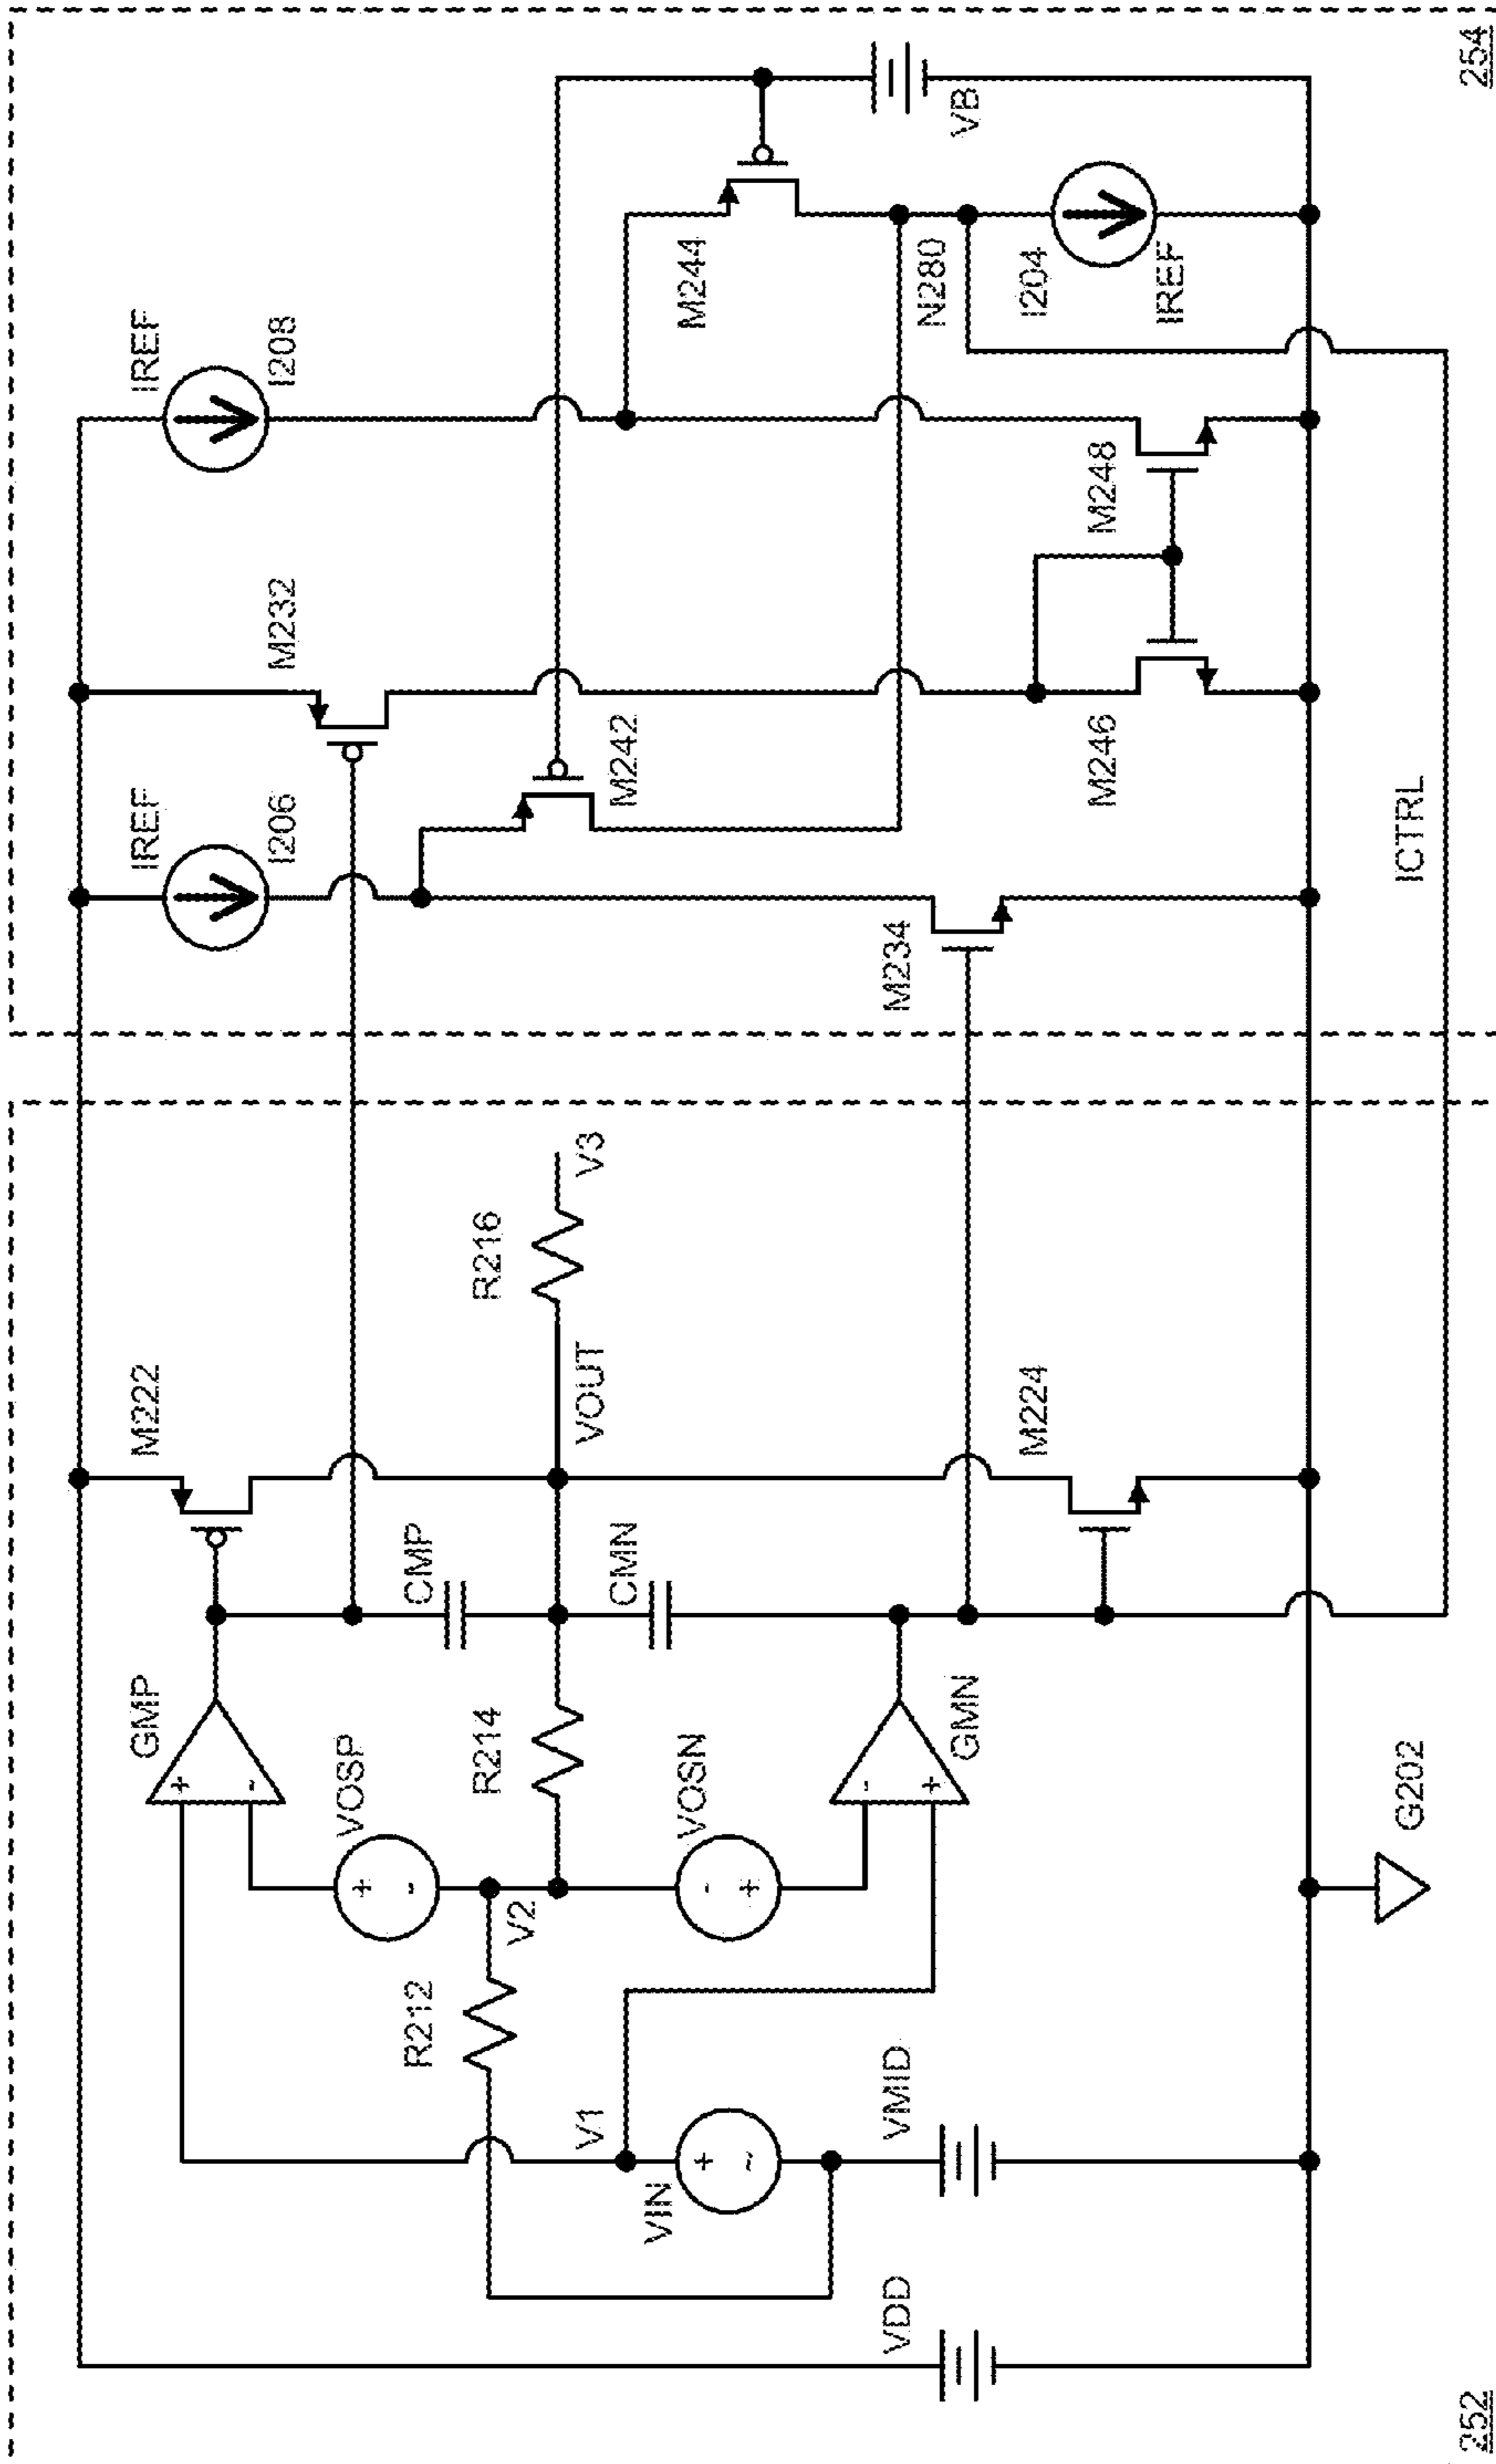 IREF
IREF
M222
I206
M232
I208
GMP
VOSP
CMP
R212
R214
R216
V3
V2
VOUT
M242
M244
V1
CMN
VIN
VOSN
VDD
VMID
GMN
M234
N280
VB
M224
I204
M246
M248
IREF
G202
ICTRL
252
254
+
-
+
-
-
+
-
+
+
~